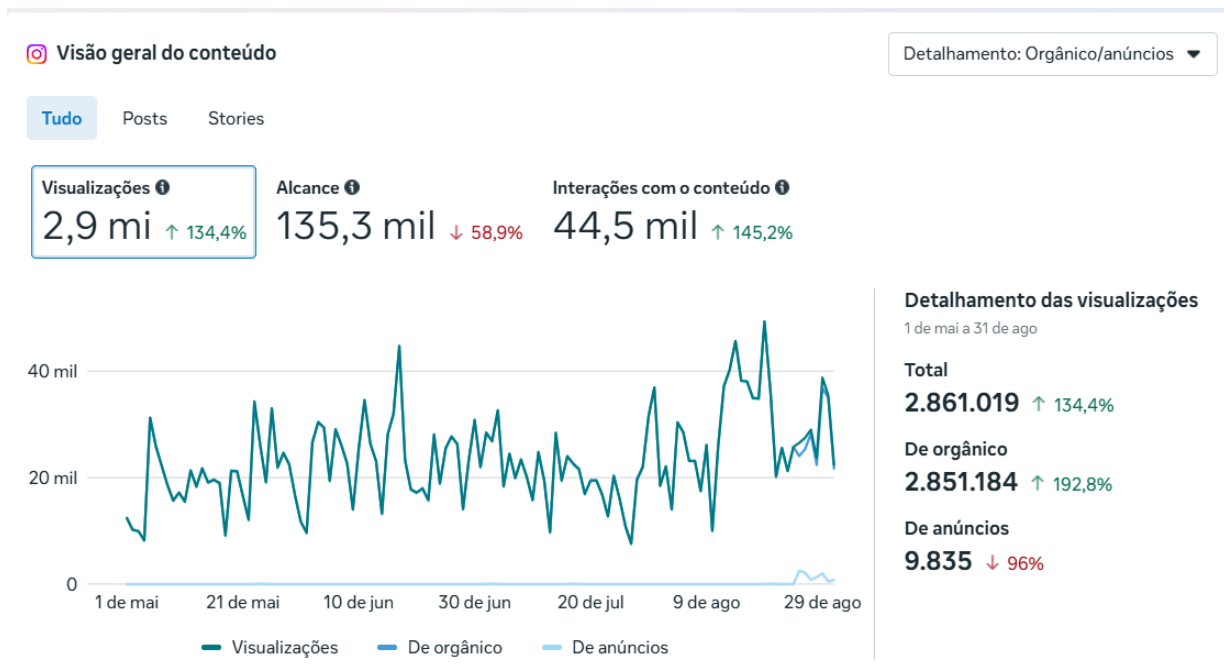 Visão geral do conteúdo
Detalhamento: Orgânico/anúncios
Tudo Posts Stories
Visualizações Alcance Interações com o conteúdo
2,9 mi ↑ 134,4% 135,3 mil ↓ 58,9% 44,5 mil ↑ 145,2%
40 mil
20 mil
0
1 de mai 21 de mai 10 de jun 30 de jun 20 de jul 9 de ago 29 de ago
Visualizações De orgânico De anúncios
Detalhamento das visualizações
1 de mai a 31 de ago
Total
2.861.019 ↑ 134,4%
De orgânico
2.851.184 ↑ 192,8%
De anúncios
9.835 ↓ 96%